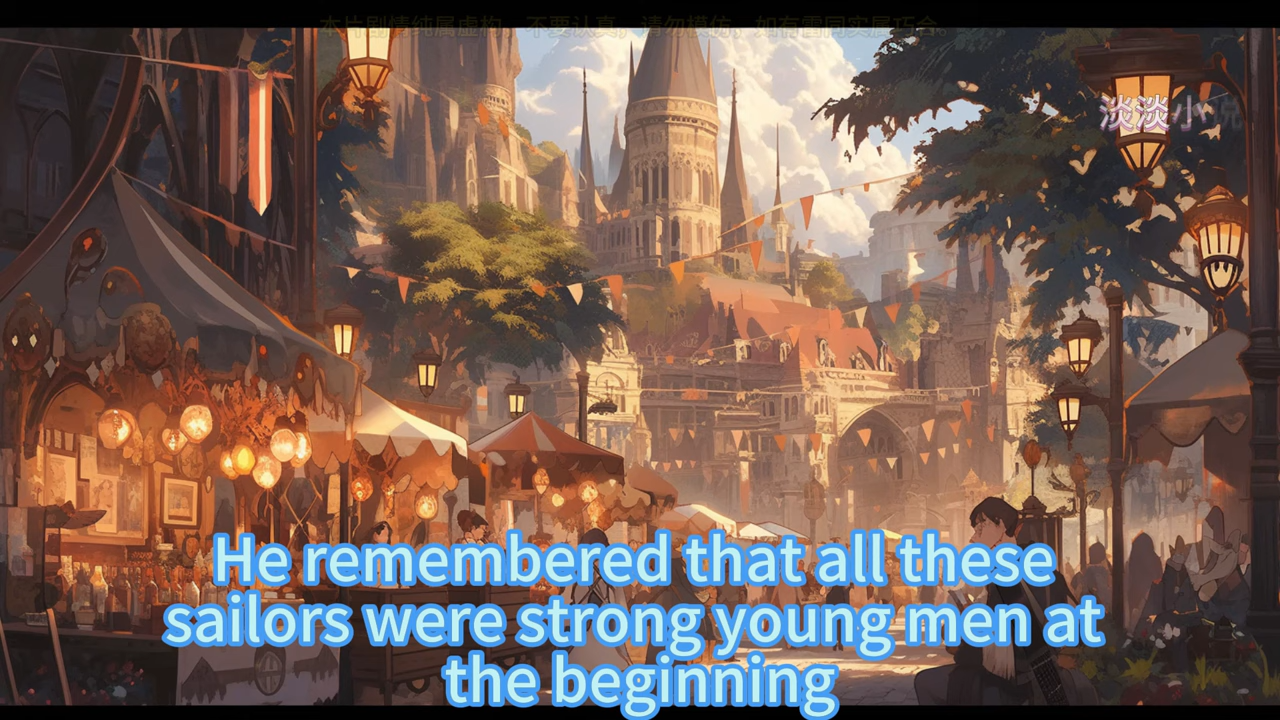 本片剧情纯属虚构，不要认真，请勿模仿，如有雷同实属巧合。
淡淡小说
He remembered that all these
sailors were strong young men at
the beginning